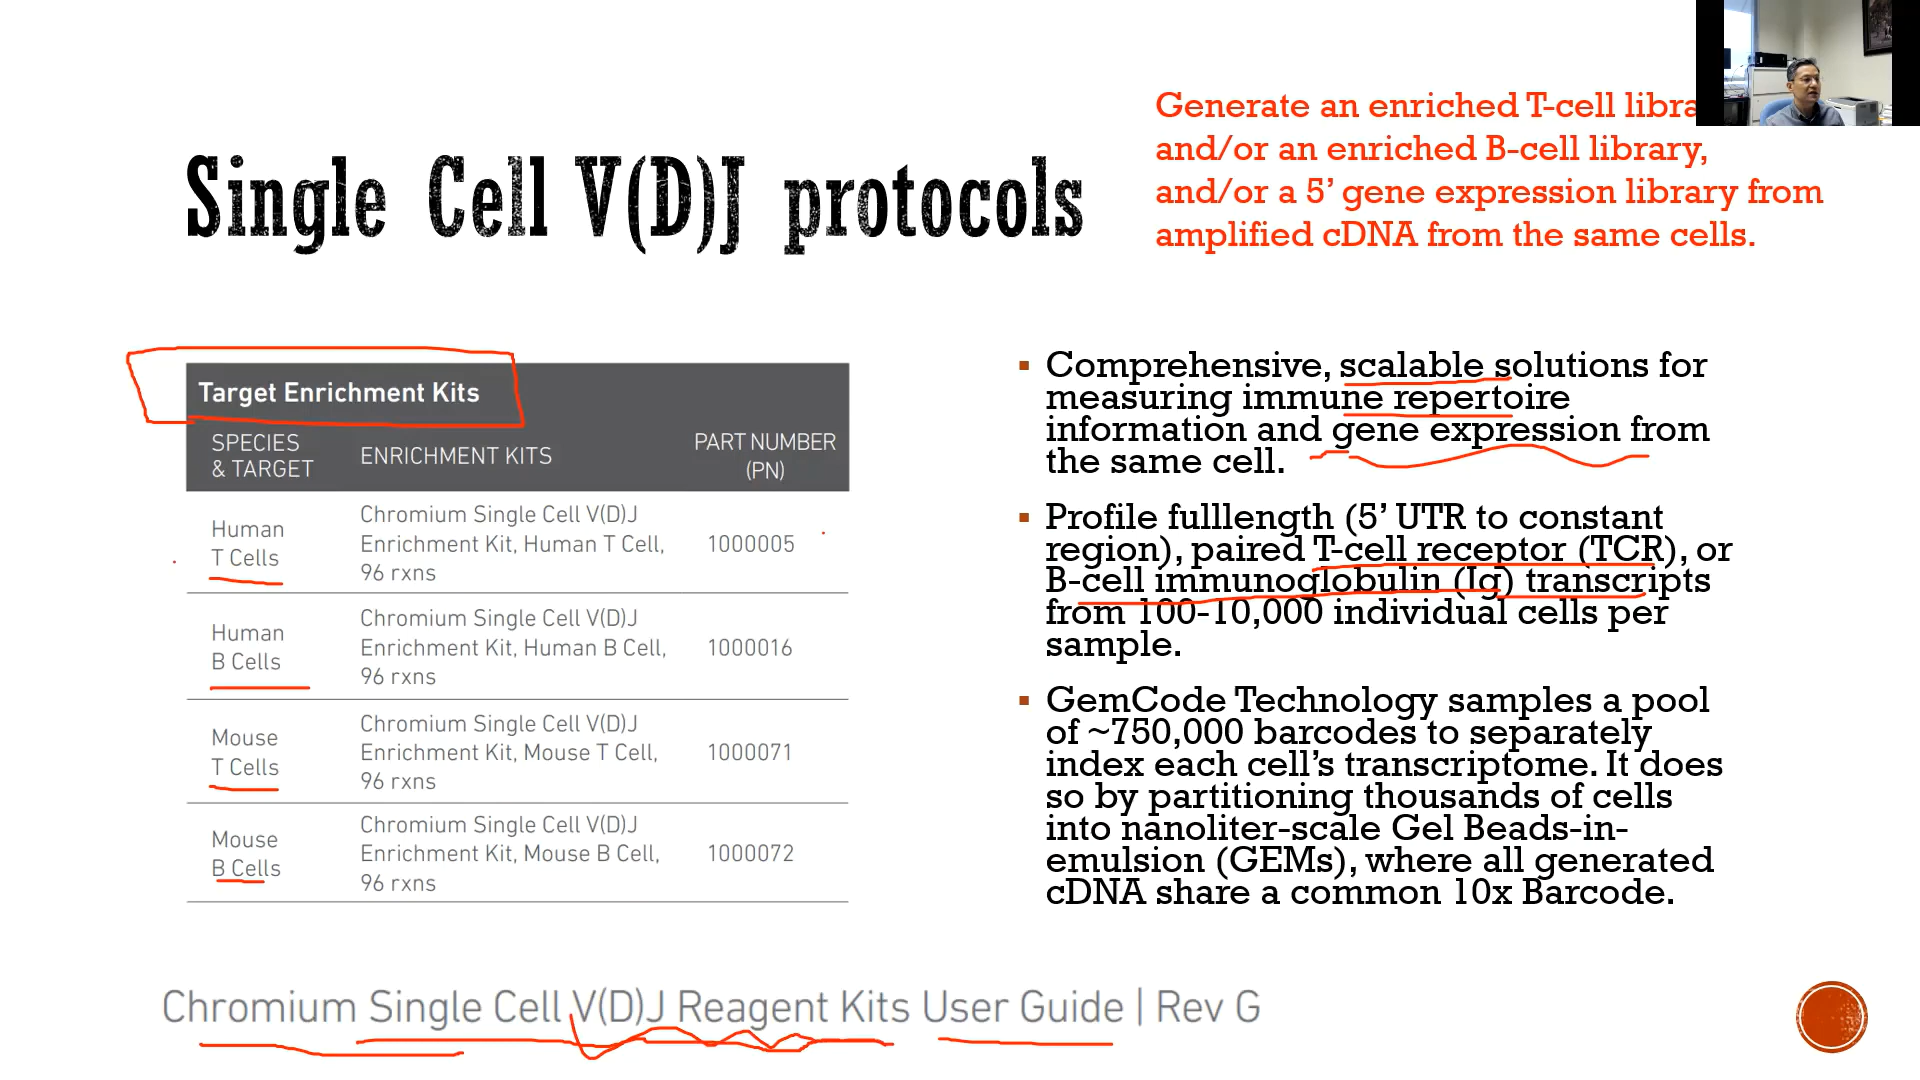 Generate an enriched T-cell
and/or an enriched B-cell library,
and/or a 5’ gene expression library from
amplified cDNA from the same cells.
Single Cell V(D)J protocols
Target Enrichment Kits
SPECIES
& TARGET
ENRICHMENT KITS
PART NUMBER
(PN)
Human
T Cells
Chromium Single Cell V(D)J
Enrichment Kit, Human T Cell,
96 rxns
1000005
Human
B Cells
Chromium Single Cell V(D)J
Enrichment Kit, Human B Cell,
96 rxns
1000016
Mouse
T Cells
Chromium Single Cell V(D)J
Enrichment Kit, Mouse T Cell,
96 rxns
1000071
Mouse
B Cells
Chromium Single Cell V(D)J
Enrichment Kit, Mouse B Cell,
96 rxns
1000072
Comprehensive, scalable solutions for
measuring immune repertoire
information and gene expression from
the same cell.
Profile fulllength (5’ UTR to constant
region), paired T-cell receptor (TCR), or
B-cell immunoglobulin (Ig) transcripts
from 100-10,000 individual cells per
sample.
GemCode Technology samples a pool
of ~750,000 barcodes to separately
index each cell’s transcriptome. It does
so by partitioning thousands of cells
into nanoliter-scale Gel Beads-in-
emulsion (GEMs), where all generated
cDNA share a common 10x Barcode.
Chromium Single Cell V(D)J Reagent Kits User Guide | Rev G